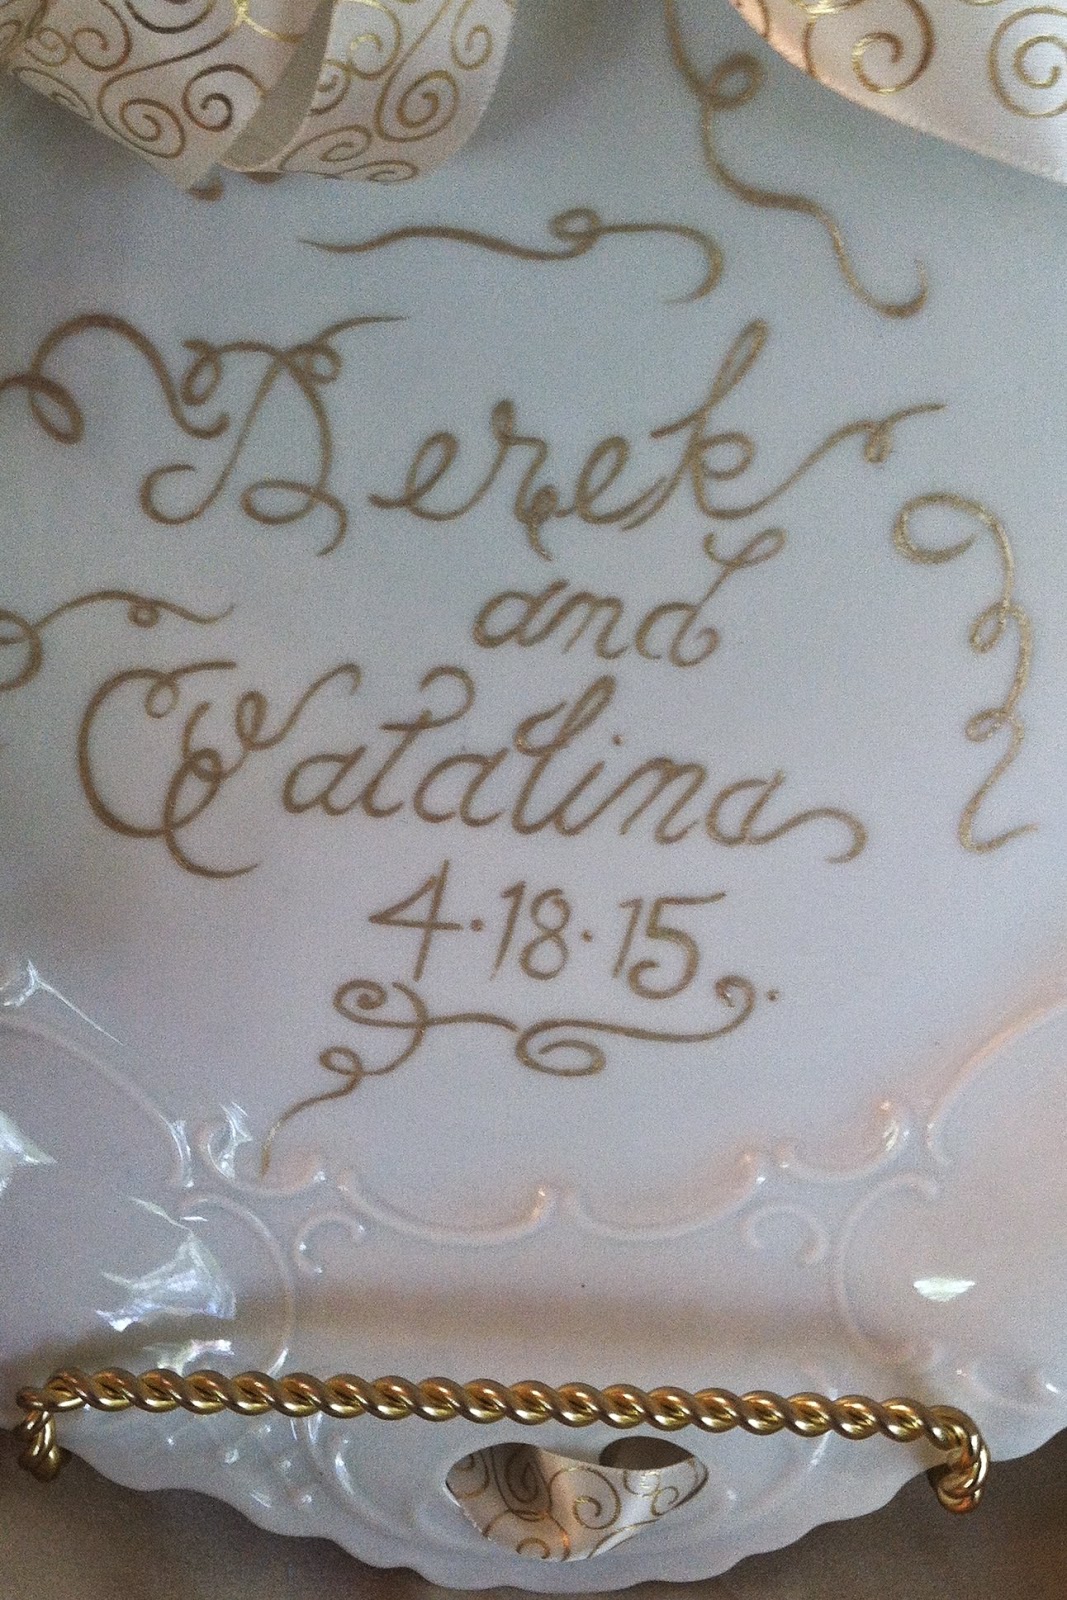 Derek
and
Catalina
4·18·15.